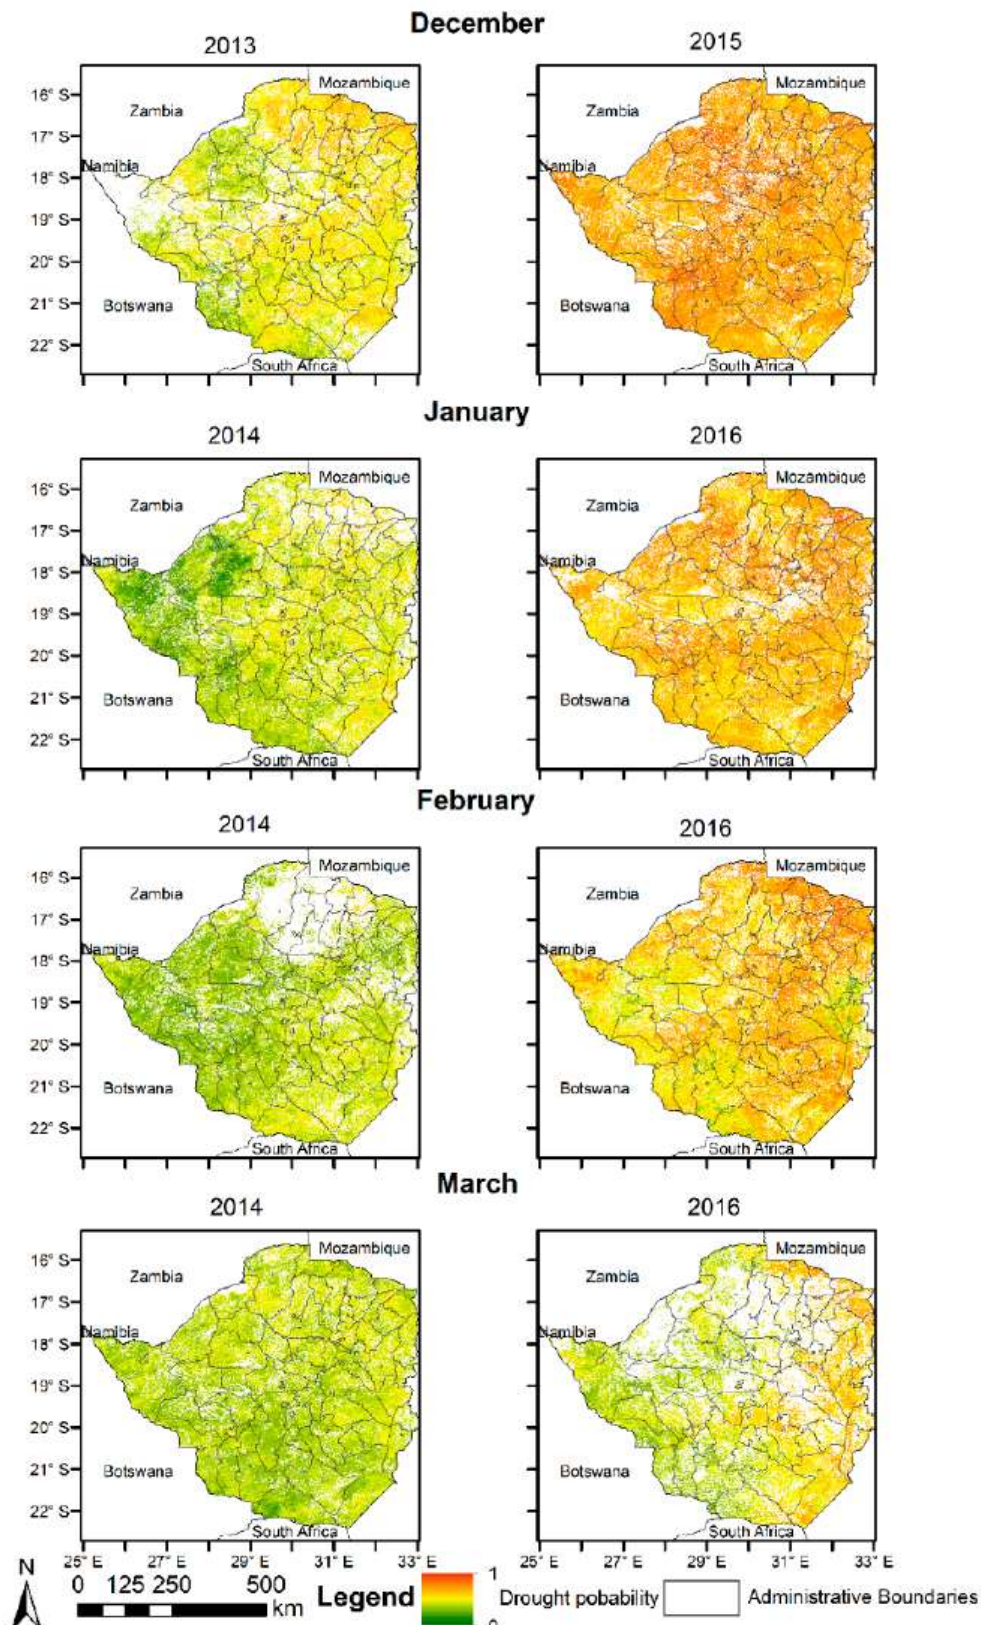 December
2013 2015
16° S
17° S
18° S
19° S
20° S
21° S
22° S
Mozambique
Zambia
Namibia
Botswana
South Africa
Mozambique
Zambia
Namibia
Botswana
South Africa
January
2014 2016
16° S
17° S
18° S
19° S
20° S
21° S
22° S
Mozambique
Zambia
Namibia
Botswana
South Africa
Mozambique
Zambia
Namibia
Botswana
South Africa
February
2014 2016
16° S
17° S
18° S
19° S
20° S
21° S
22° S
Mozambique
Zambia
Namibia
Botswana
South Africa
Mozambique
Zambia
Namibia
Botswana
South Africa
March
2014 2016
16° S
17° S
18° S
19° S
20° S
21° S
22° S
Mozambique
Zambia
Namibia
Botswana
South Africa
Mozambique
Zambia
Namibia
Botswana
South Africa
25° E 27° E 29° E 31° E 33° E 25° E 27° E 29° E 31° E 33° E
N
0 125 250 500
km
Legend
1
Drought pobability
0
Administrative Boundaries